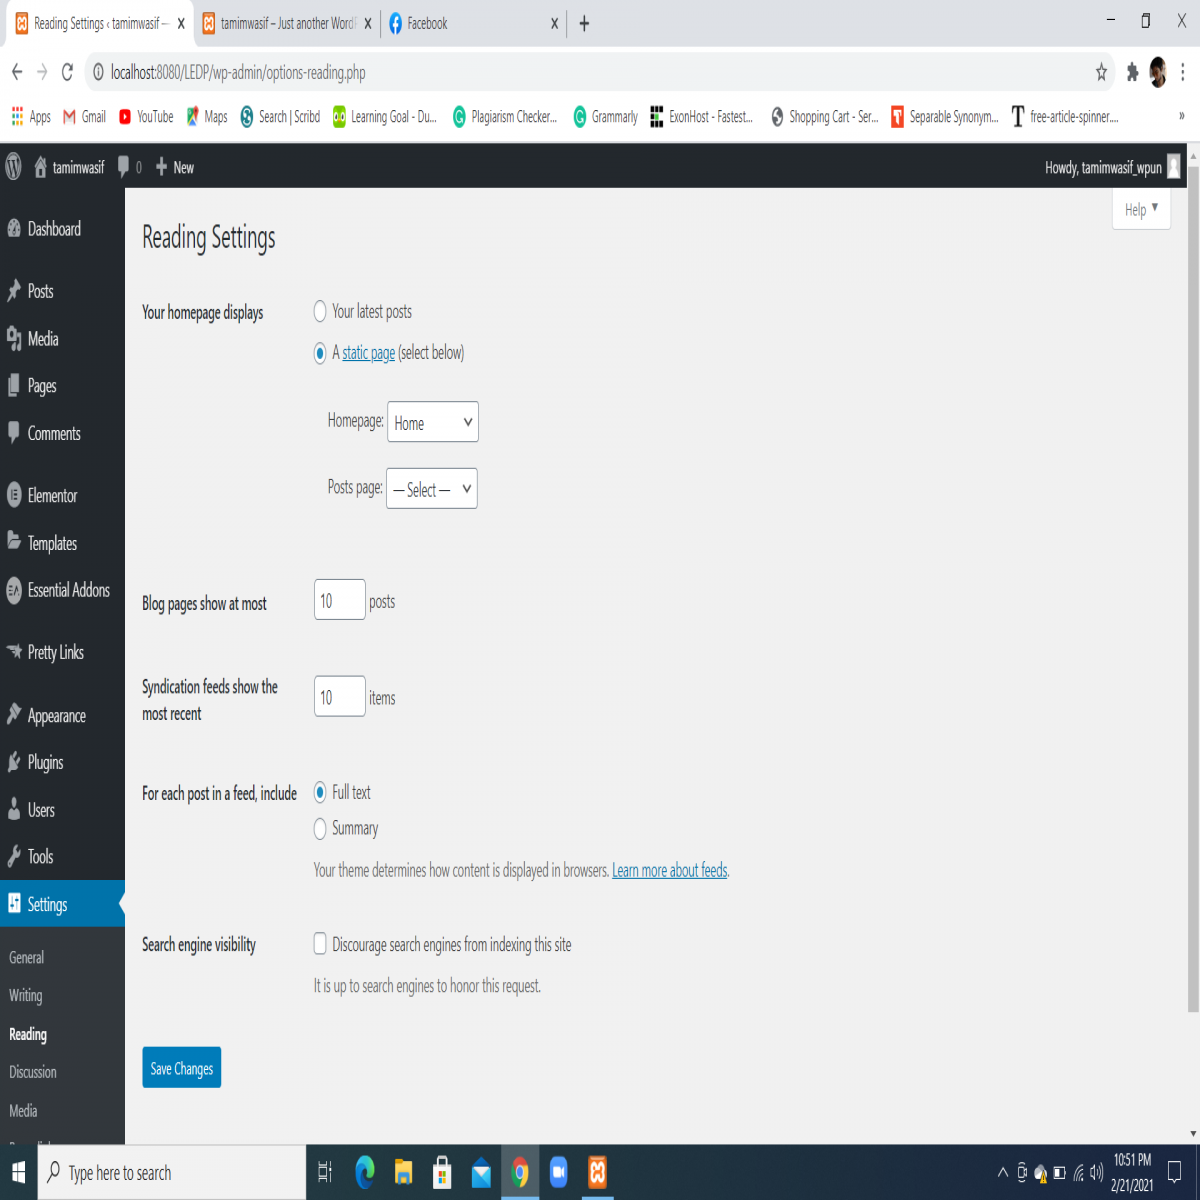 Reading Settings ‹ tamimwasif — x
tamimwasif – Just another WordP x
Facebook x
localhost:8080/LEDP/wp-admin/options-reading.php
Apps Gmail YouTube Maps Search | Scribd Learning Goal - Du... Plagiarism Checker... Grammarly ExonHost - Fastest... Shopping Cart - Ser... Separable Synonym... free-article-spinner.... »
tamimwasif 0 + New Howdy, tamimwasif_wpun
Help ▼
Dashboard
Posts
Media
Pages
Comments
Elementor
Templates
Essential Addons
Pretty Links
Appearance
Plugins
Users
Tools
Settings
General
Writing
Reading
Discussion
Media
Reading Settings
Your homepage displays
Your latest posts
A static page (select below)
Homepage: Home
Posts page: — Select —
Blog pages show at most 10 posts
Syndication feeds show the
most recent
10 items
For each post in a feed, include
Full text
Summary
Your theme determines how content is displayed in browsers. Learn more about feeds.
Search engine visibility
Discourage search engines from indexing this site
It is up to search engines to honor this request.
Save Changes
Type here to search
10:51 PM
2/21/2021